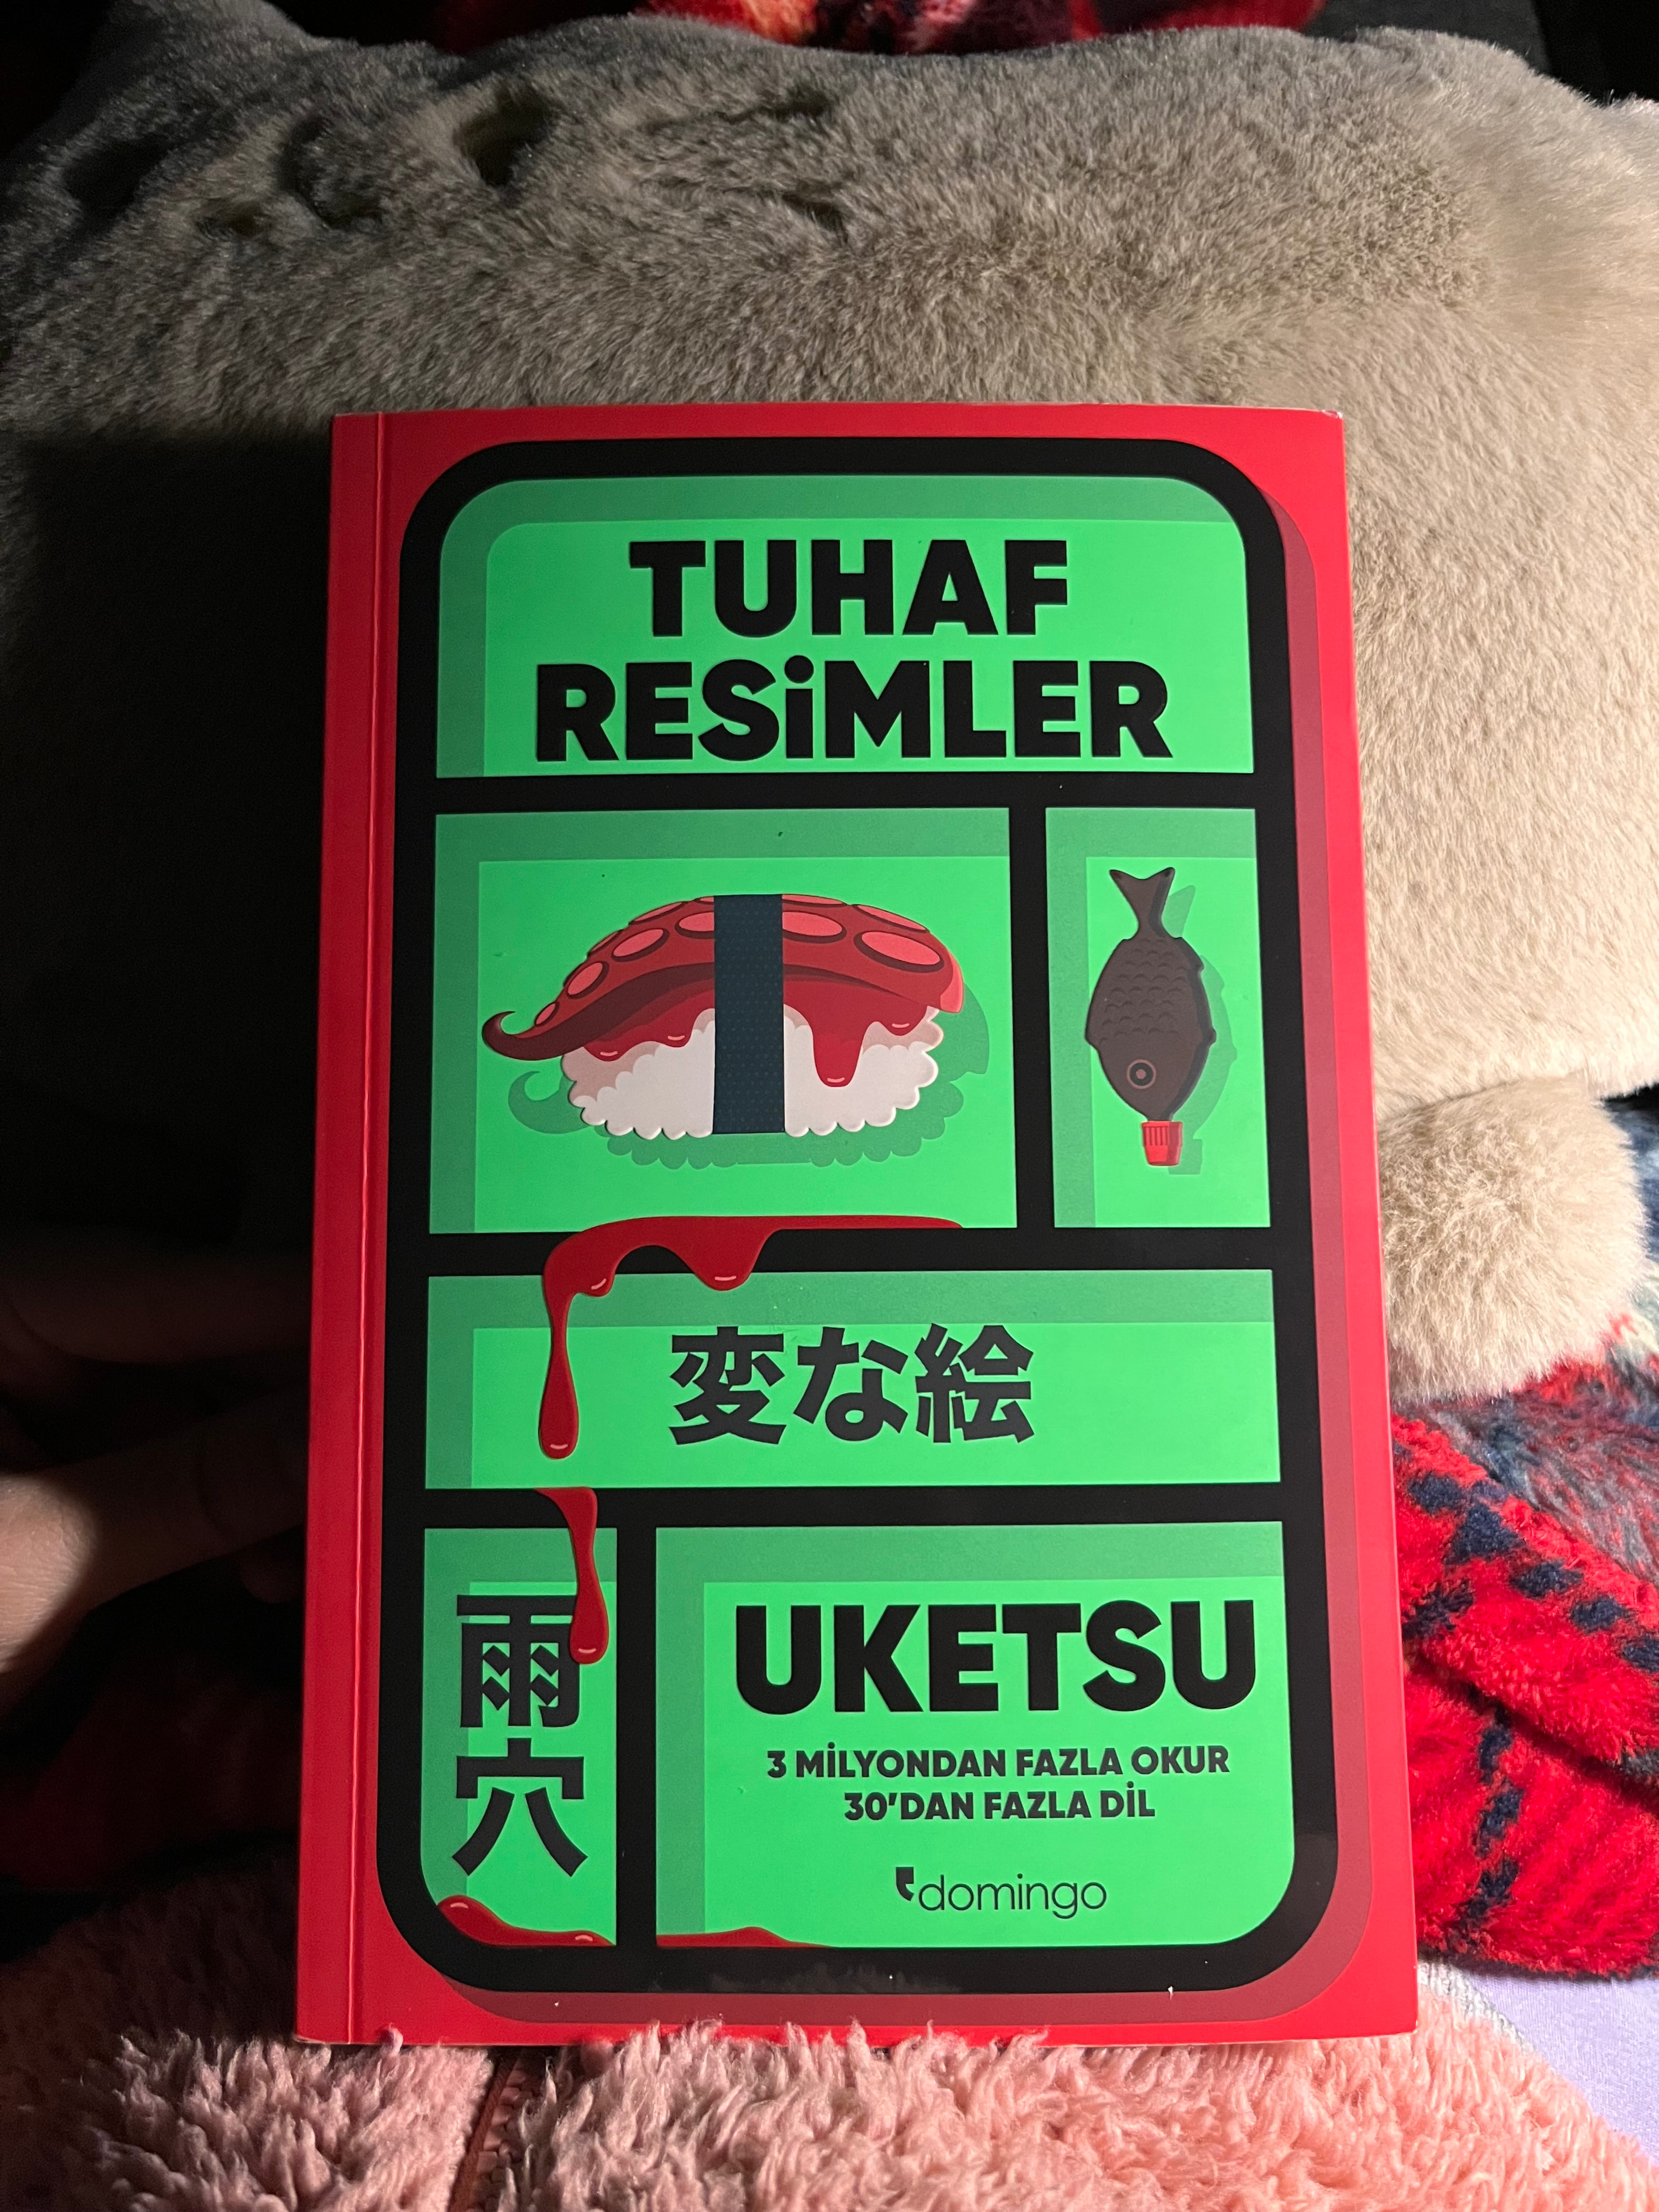 TUHAF
RESiMLER
変な絵
雨穴
UKETSU
3 MİLYONDAN FAZLA OKUR
30'DAN FAZLA DİL
domingo